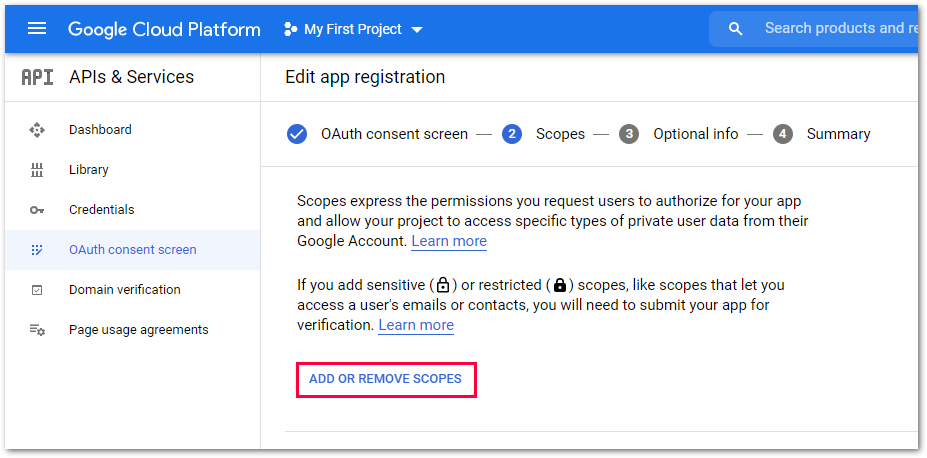 Google Cloud Platform
My First Project
Search products and re
API
APIs & Services
Dashboard
Library
Credentials
OAuth consent screen
Domain verification
Page usage agreements
Edit app registration
OAuth consent screen — 2 Scopes — 3 Optional info — 4 Summary
Scopes express the permissions you request users to authorize for your app
and allow your project to access specific types of private user data from their
Google Account. Learn more
If you add sensitive ( ) or restricted ( ) scopes, like scopes that let you
access a user's emails or contacts, you will need to submit your app for
verification. Learn more
ADD OR REMOVE SCOPES